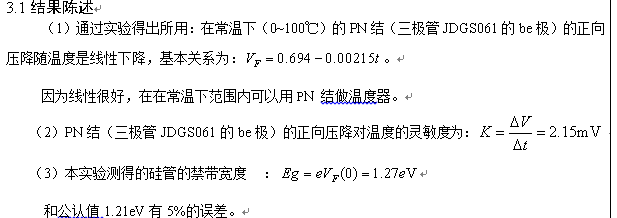 3.1 结果陈述
（1）通过实验得出所用：在常温下（0~100℃）的 PN 结（三极管 JDGS061 的 be 极）的正向
压降随温度是线性下降，基本关系为：V_F = 0.694 − 0.00215t 。
因为线性很好，在在常温下范围内可以用 PN 结做温度器。
（2）PN 结（三极管 JDGS061 的 be 极）的正向压降对温度的灵敏度为：K = ΔV/Δt = 2.15mV
（3）本实验测得的硅管的禁带宽度 ：Eg = eV_F(0) = 1.27eV
和公认值 1.21eV 有 5%的误差。